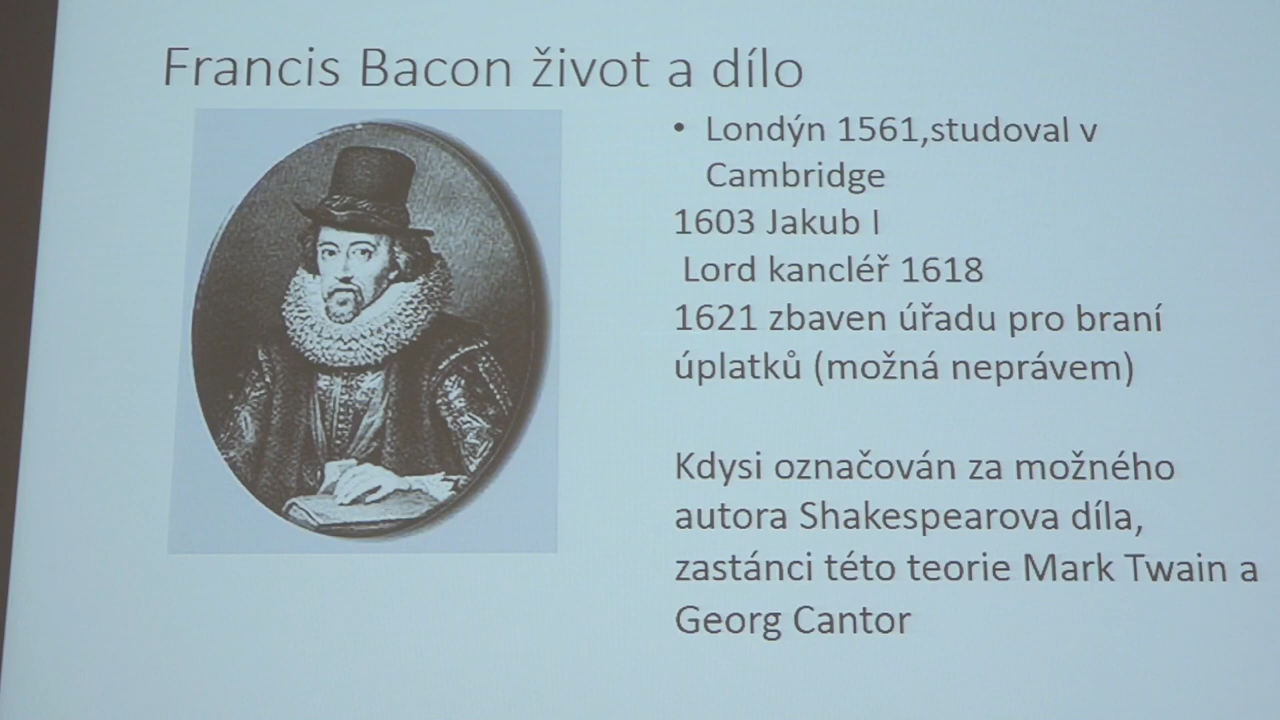 Francis Bacon život a dílo
• Londýn 1561,studoval v
Cambridge
1603 Jakub I
Lord kancléř 1618
1621 zbaven úřadu pro braní
úplatků (možná neprávem)
Kdysi označován za možného
autora Shakespearova díla,
zastánci této teorie Mark Twain a
Georg Cantor